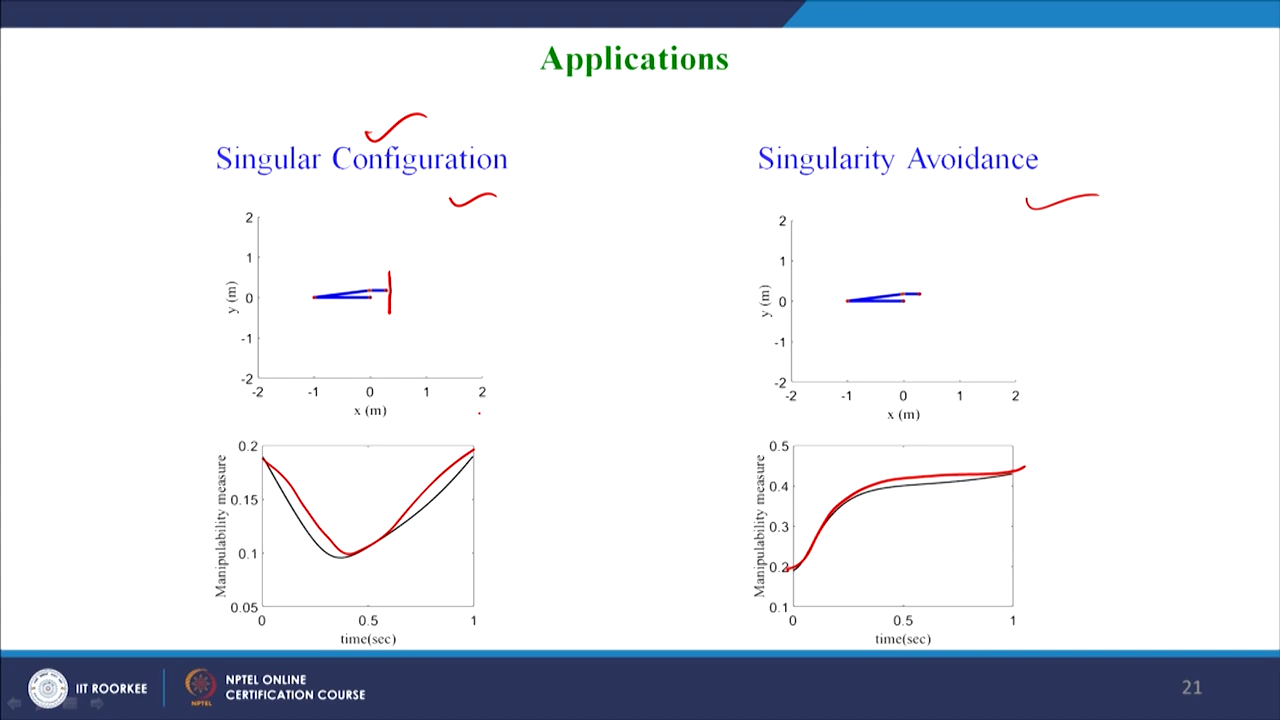 Applications
Singular Configuration
Singularity Avoidance
2
1
0
-1
-2
y (m)
-2 -1 0 1 2
x (m)
2
1
0
-1
-2
y (m)
-2 -1 0 1 2
x (m)
0.2
0.15
0.1
0.05
Manipulability measure
0 0.5 1
time(sec)
0.5
0.4
0.3
0.2
0.1
Manipulability measure
0 0.5 1
time(sec)
IIT ROORKEE
NPTEL
NPTEL ONLINE
CERTIFICATION COURSE
21